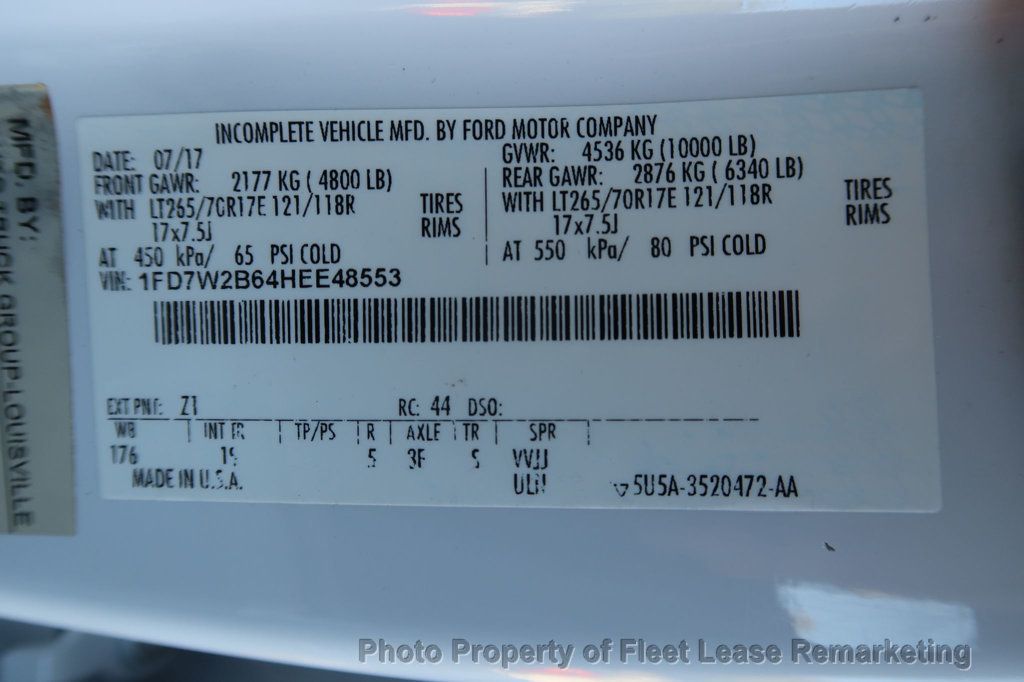 INCOMPLETE VEHICLE MFD. BY FORD MOTOR COMPANY
DATE: 07/17 GVWR: 4536 KG (10000 LB)
FRONT GAWR: 2177 KG ( 4800 LB) REAR GAWR: 2876 KG ( 6340 LB)
WITH LT265/70R17E 121/118R TIRES WITH LT265/70R17E 121/118R TIRES
17x7.5J RIMS 17x7.5J RIMS
AT 450 kPa/ 65 PSI COLD AT 550 kPa/ 80 PSI COLD
VIN: 1FD7W2B64HEE48553
EXT PNT: Z1 RC: 44 DSO:
WB INT TR TP/PS R AXLE TR SPR
176 5 VVJJ
MADE IN U.S.A. 5U5A-3520472-AA
MFD. BY:
TRUCK GROUP-LOUISVILLE
Photo Property of Fleet Lease Remarketing